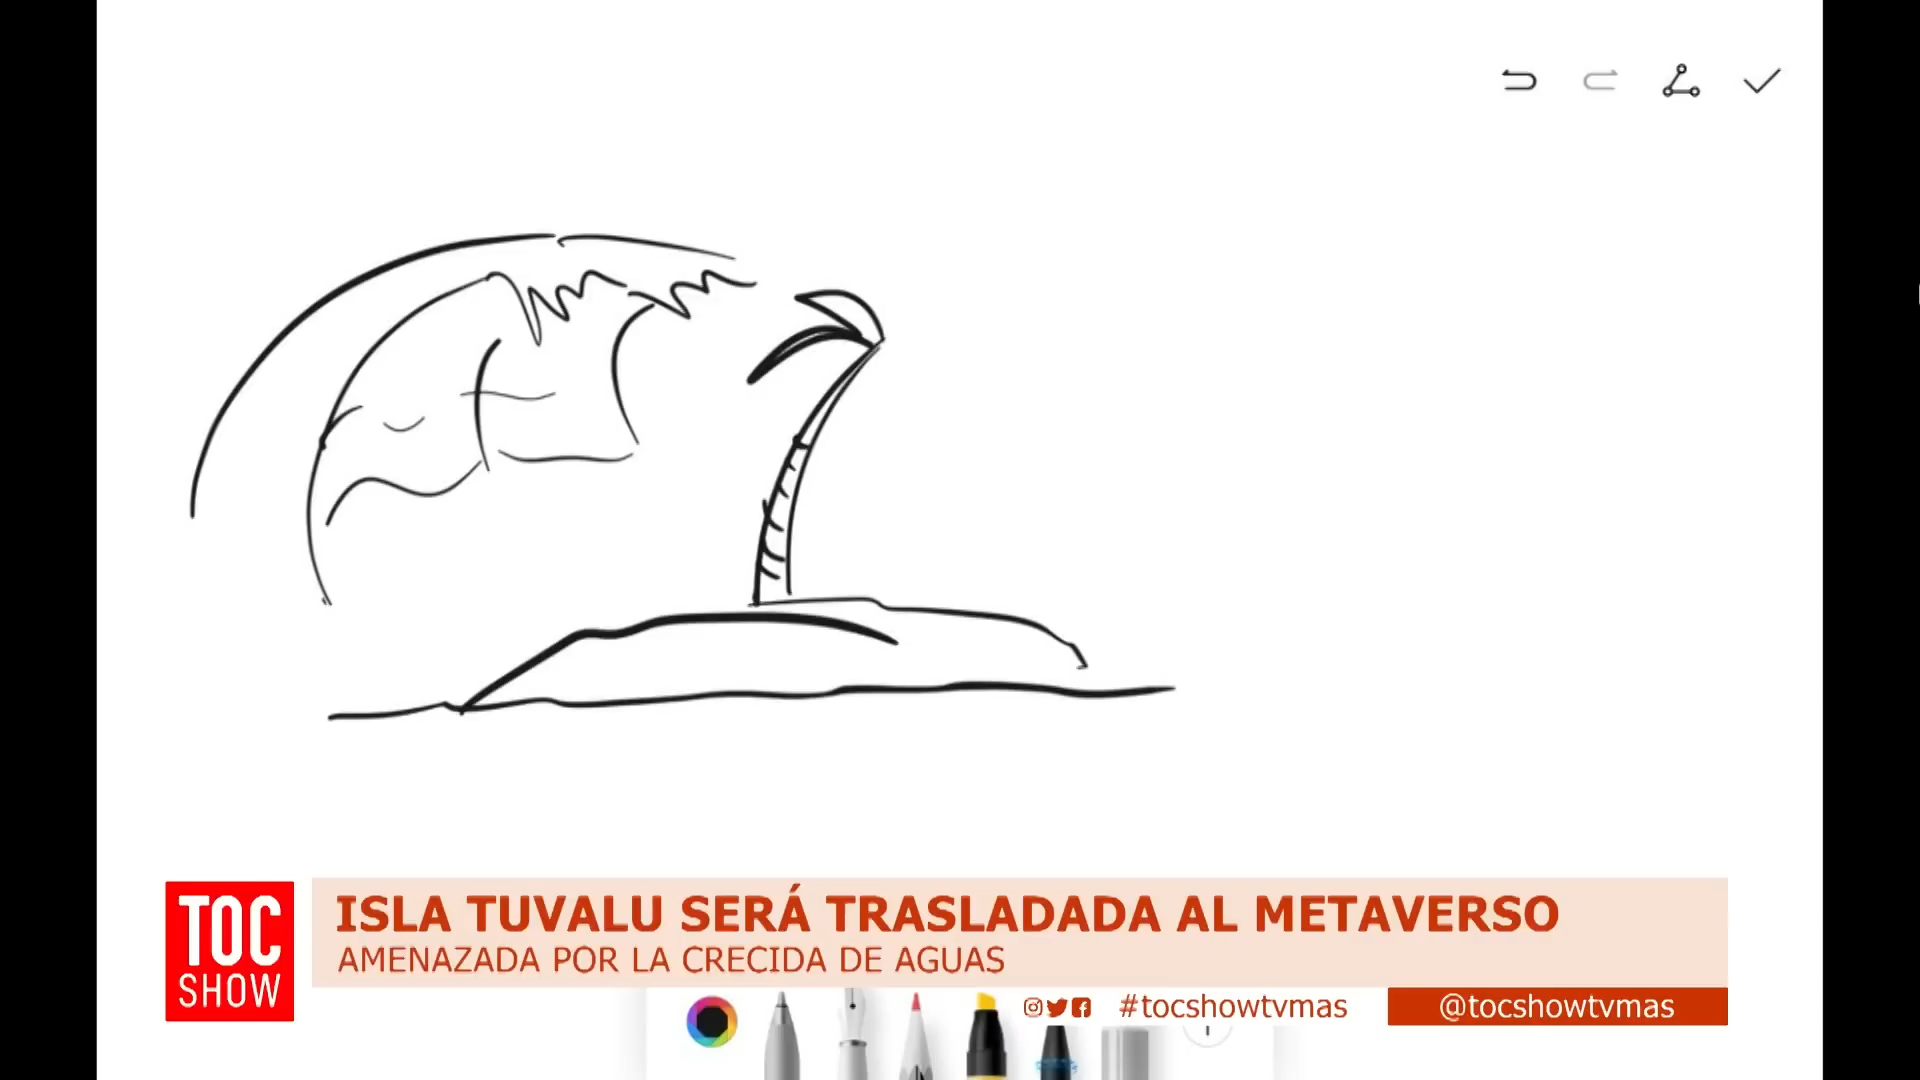 TOC
SHOW
ISLA TUVALU SERÁ TRASLADADA AL METAVERSO
AMENAZADA POR LA CRECIDA DE AGUAS
#tocshowtvmas
@tocshowtvmas